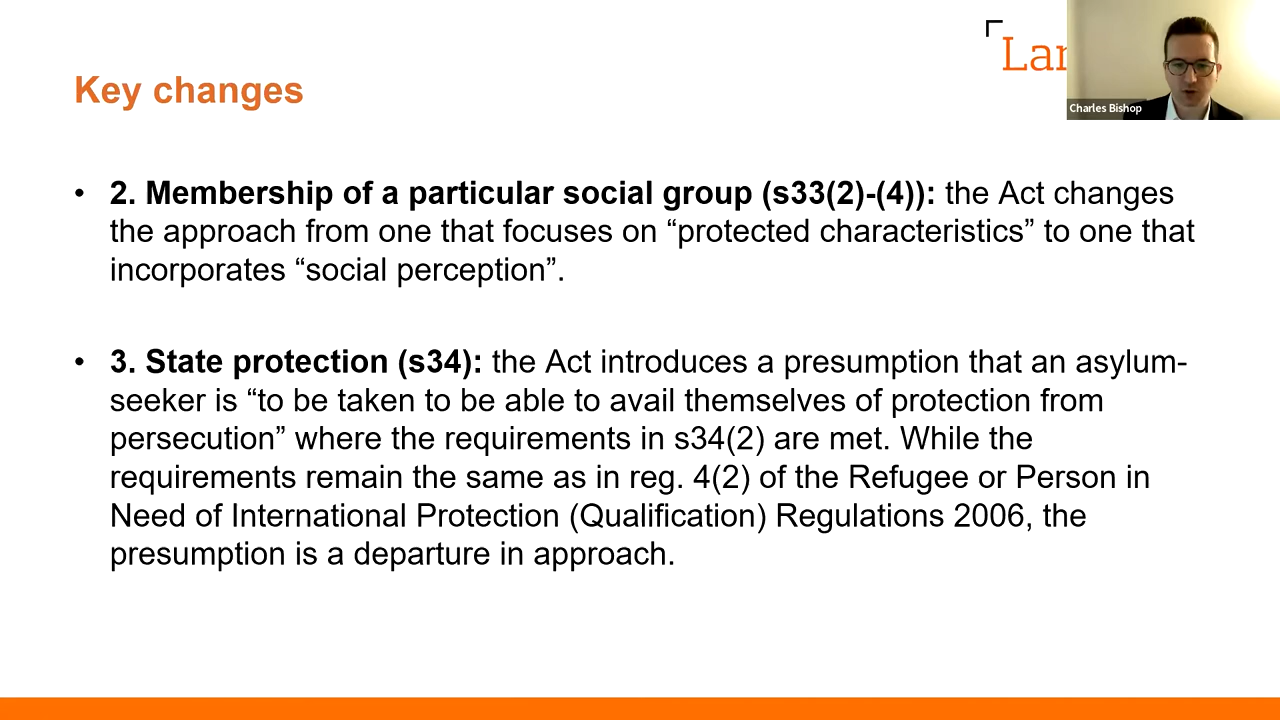 Lan
Charles Bishop
Key changes
• 2. Membership of a particular social group (s33(2)-(4)): the Act changes
the approach from one that focuses on “protected characteristics” to one that
incorporates “social perception”.
• 3. State protection (s34): the Act introduces a presumption that an asylum-
seeker is “to be taken to be able to avail themselves of protection from
persecution” where the requirements in s34(2) are met. While the
requirements remain the same as in reg. 4(2) of the Refugee or Person in
Need of International Protection (Qualification) Regulations 2006, the
presumption is a departure in approach.